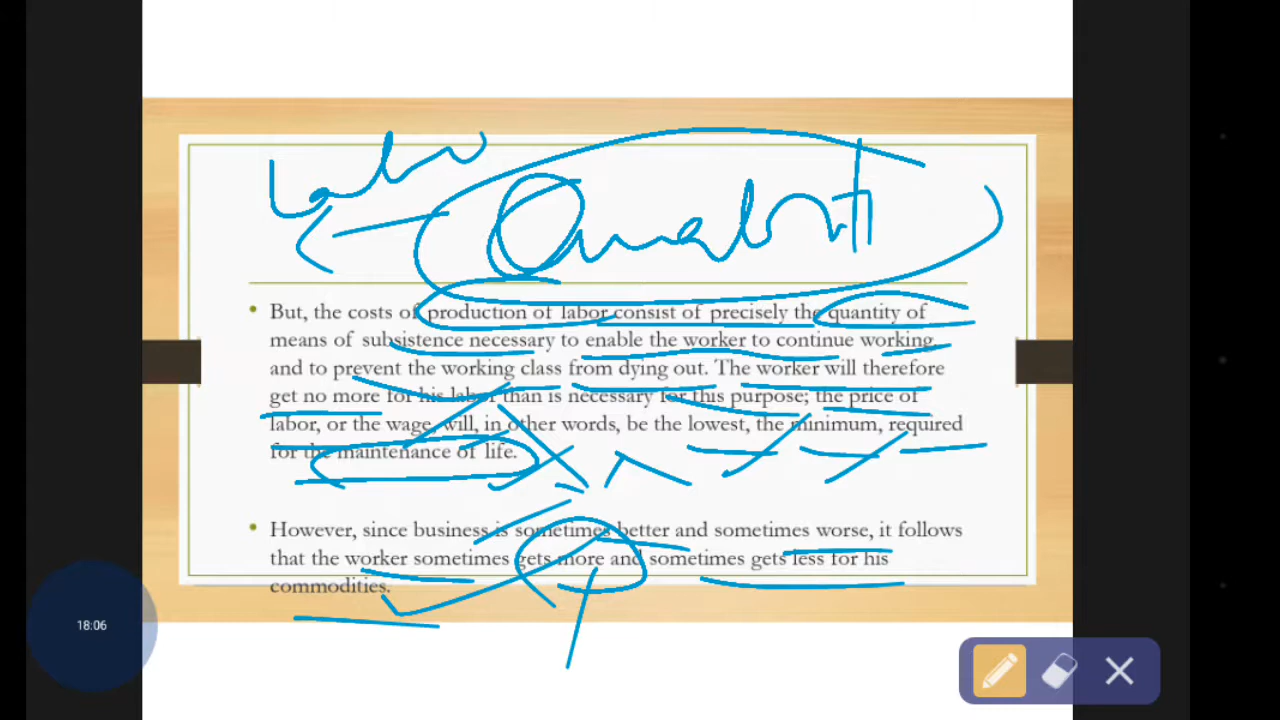 Labor
But, the costs of production of labor consist of precisely the quantity of
means of subsistence necessary to enable the worker to continue working,
and to prevent the working class from dying out. The worker will therefore
get no more for his labor than is necessary for this purpose; the price of
labor, or the wage, will, in other words, be the lowest, the minimum, required
for the maintenance of life.
However, since business is sometimes better and sometimes worse, it follows
that the worker sometimes gets more and sometimes gets less for his
commodities.
18:06